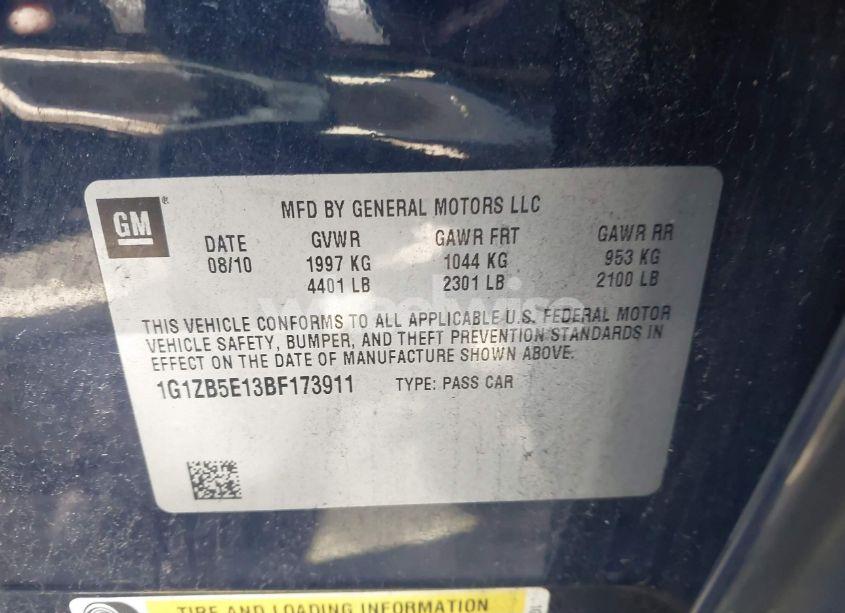 GM
MFD BY GENERAL MOTORS LLC
DATE GVWR GAWR FRT GAWR RR
08/10 1997 KG 1044 KG 953 KG
4401 LB 2301 LB 2100 LB
THIS VEHICLE CONFORMS TO ALL APPLICABLE U.S. FEDERAL MOTOR
VEHICLE SAFETY, BUMPER, AND THEFT PREVENTION STANDARDS IN
EFFECT ON THE DATE OF MANUFACTURE SHOWN ABOVE.
1G1ZB5E13BF173911 TYPE: PASS CAR
TIRE AND LOADING INFORMATION